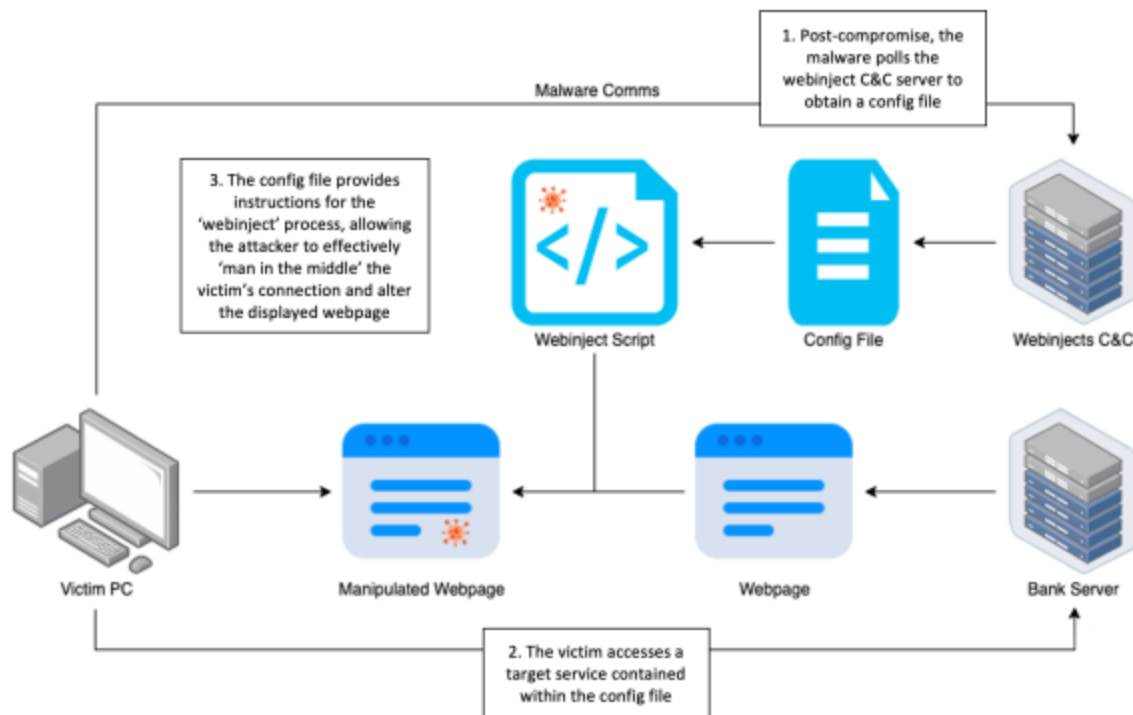 1. Post-compromise, the
malware polls the
webinject C&C server to
obtain a config file
Malware Comms
3. The config file provides
instructions for the
‘webinject’ process, allowing
the attacker to effectively
‘man in the middle’ the
victim’s connection and alter
the displayed webpage
Webinject Script
Config File
Webinjects C&C
Victim PC
Manipulated Webpage
Webpage
Bank Server
2. The victim accesses a
target service contained
within the config file